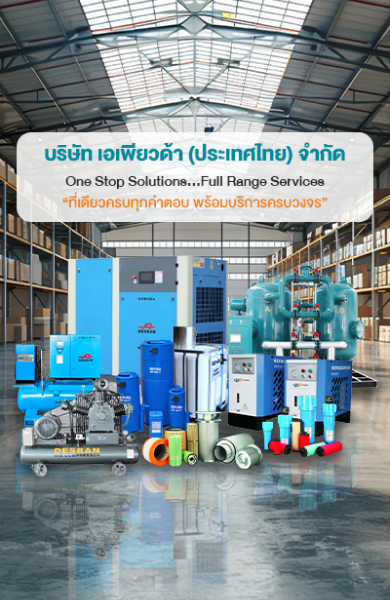 บริษัท เอเพียวด้า (ประเทศไทย) จำกัด
One Stop Solutions...Full Range Services
“ที่เดียวครบทุกคำตอบ พร้อมบริการครบวงจร”
DESRAN
DESRAN